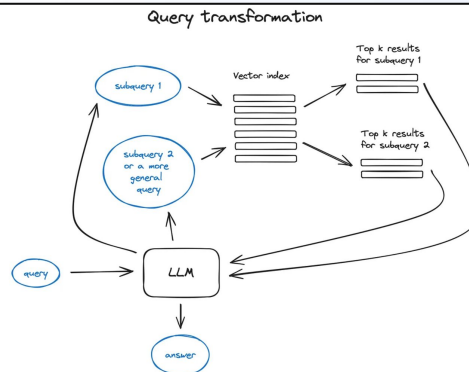 Query transformation
Top k results
for subquery 1
Vector index
subquery 1
Top k results
for subquery 2
subquery 2
or a more
general
query
query
LLM
answer